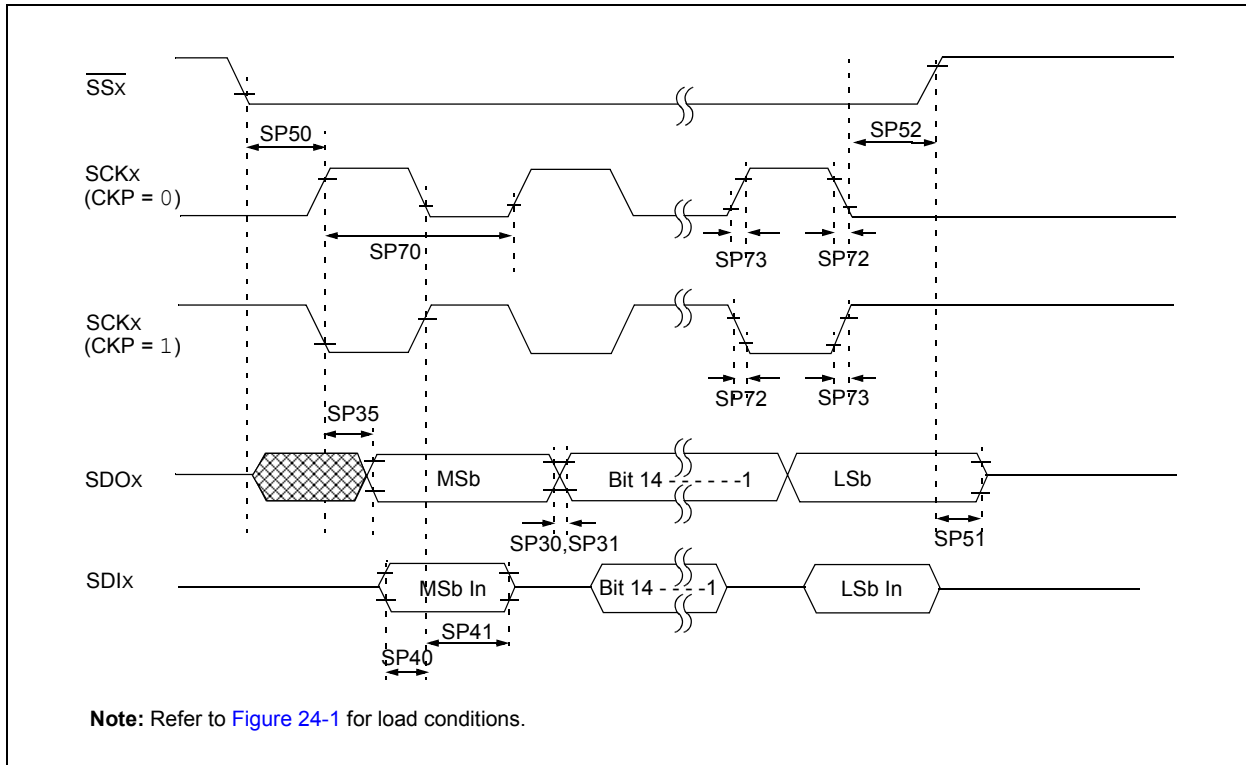 SSx
SP50
SP52
SCKx
(CKP = 0)
SP70
SP73
SP72
SCKx
(CKP = 1)
SP72
SP73
SP35
SDOx
MSb
Bit 14 - - - - - -1
LSb
SP30,SP31
SP51
SDIx
MSb In
Bit 14 - - - -1
LSb In
SP41
SP40
Note: Refer to Figure 24-1 for load conditions.